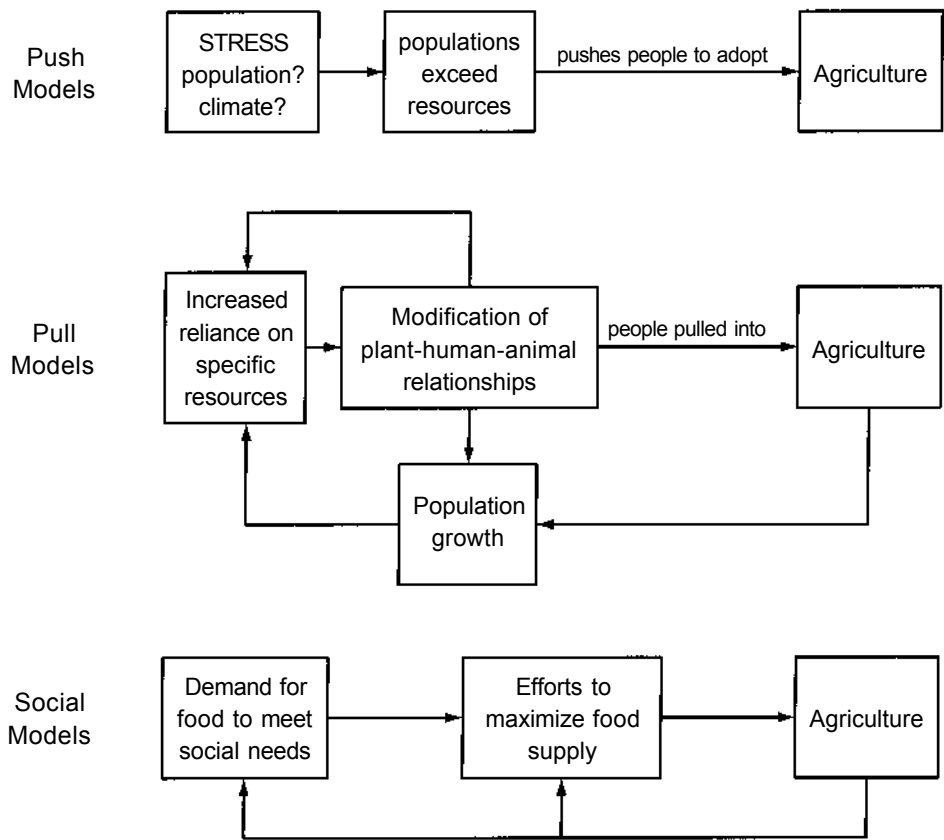 Push
Models
STRESS
population?
climate?
populations
exceed
resources
pushes people to adopt
Agriculture
Pull
Models
Increased
reliance on
specific
resources
Modification of
plant-human-animal
relationships
people pulled into
Agriculture
Population
growth
Social
Models
Demand for
food to meet
social needs
Efforts to
maximize food
supply
Agriculture